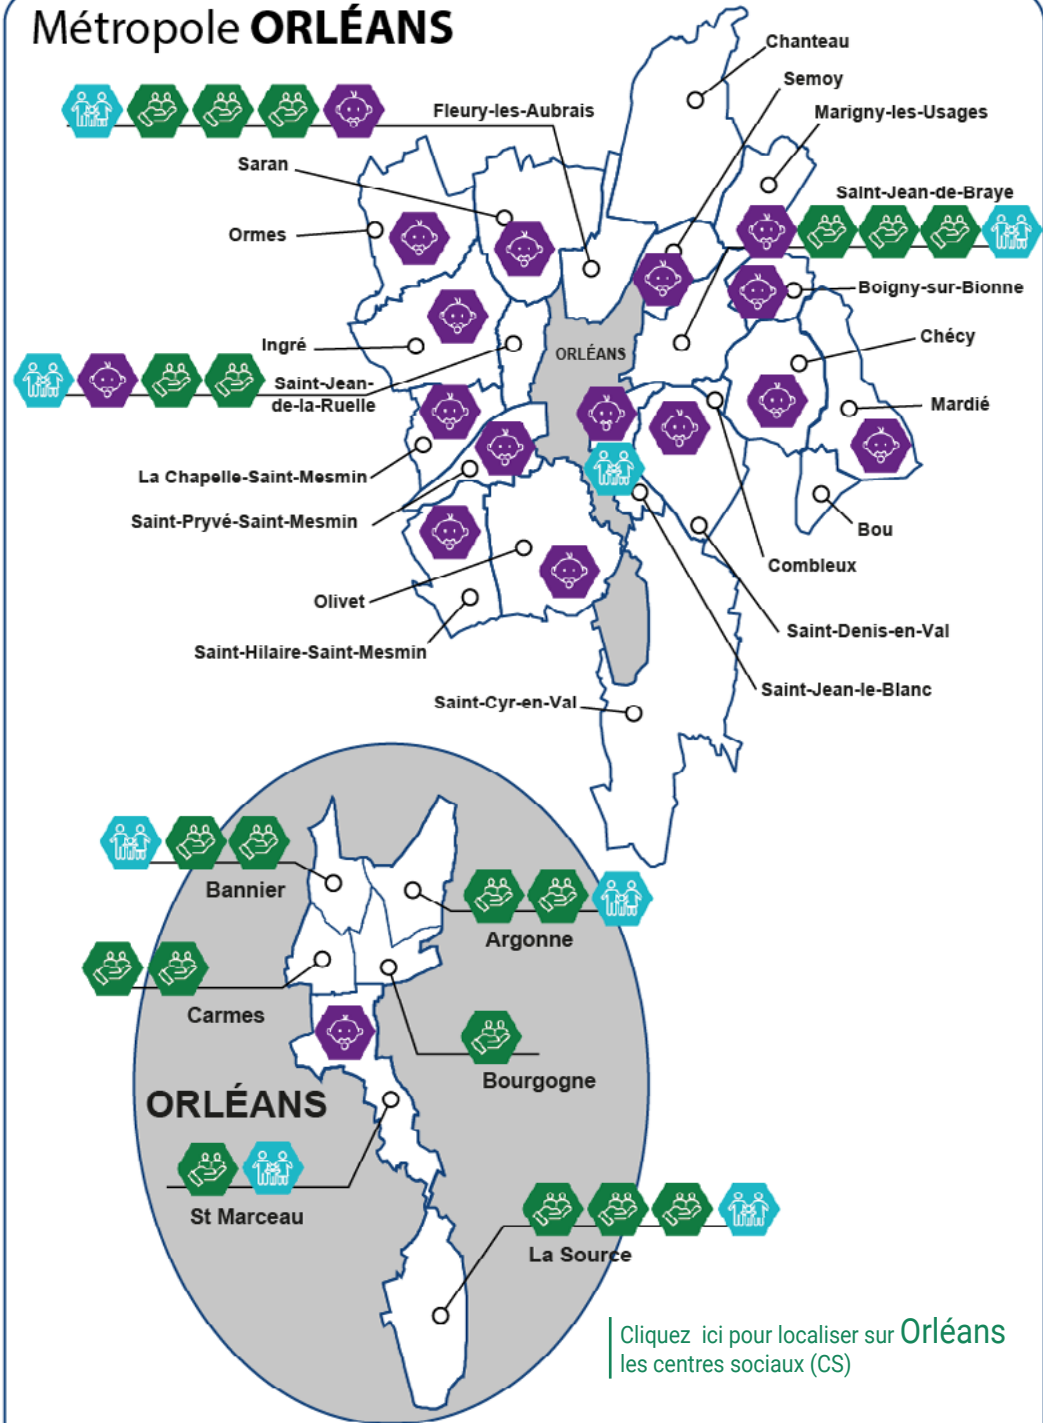 Métropole ORLÉANS
Chanteau
Semoy
Fleury-les-Aubrais
Marigny-les-Usages
Saran
Saint-Jean-de-Braye
Ormes
Boigny-sur-Bionne
Chécy
Ingré
ORLÉANS
Saint-Jean-
de-la-Ruelle
Mardié
La Chapelle-Saint-Mesmin
Saint-Pryvé-Saint-Mesmin
Bou
Combleux
Olivet
Saint-Denis-en-Val
Saint-Hilaire-Saint-Mesmin
Saint-Jean-le-Blanc
Saint-Cyr-en-Val
Bannier
Argonne
Carmes
Bourgogne
ORLÉANS
St Marceau
La Source
Cliquez ici pour localiser sur Orléans
les centres sociaux (CS)